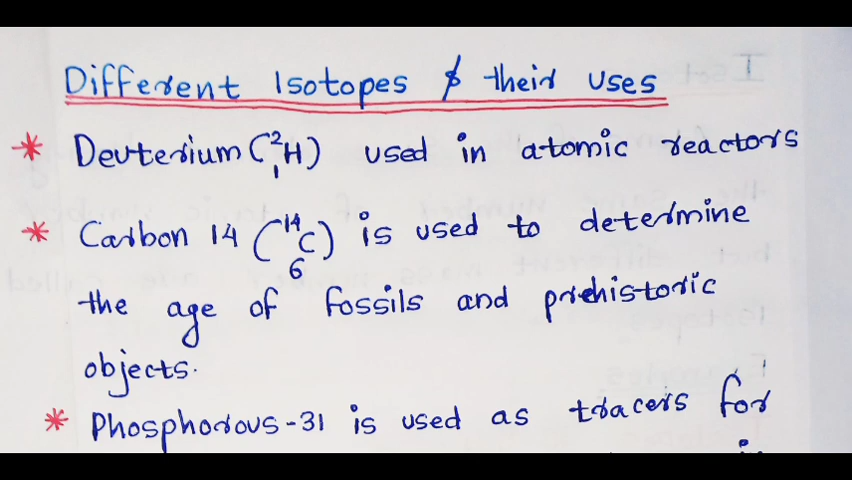 Different Isotopes & their uses
* Deuterium (²₁H) used in atomic reactors
* Carbon 14 (¹⁴₆C) is used to determine
the age of fossils and prehistoric
objects.
* Phosphorous-31 is used as tracers for